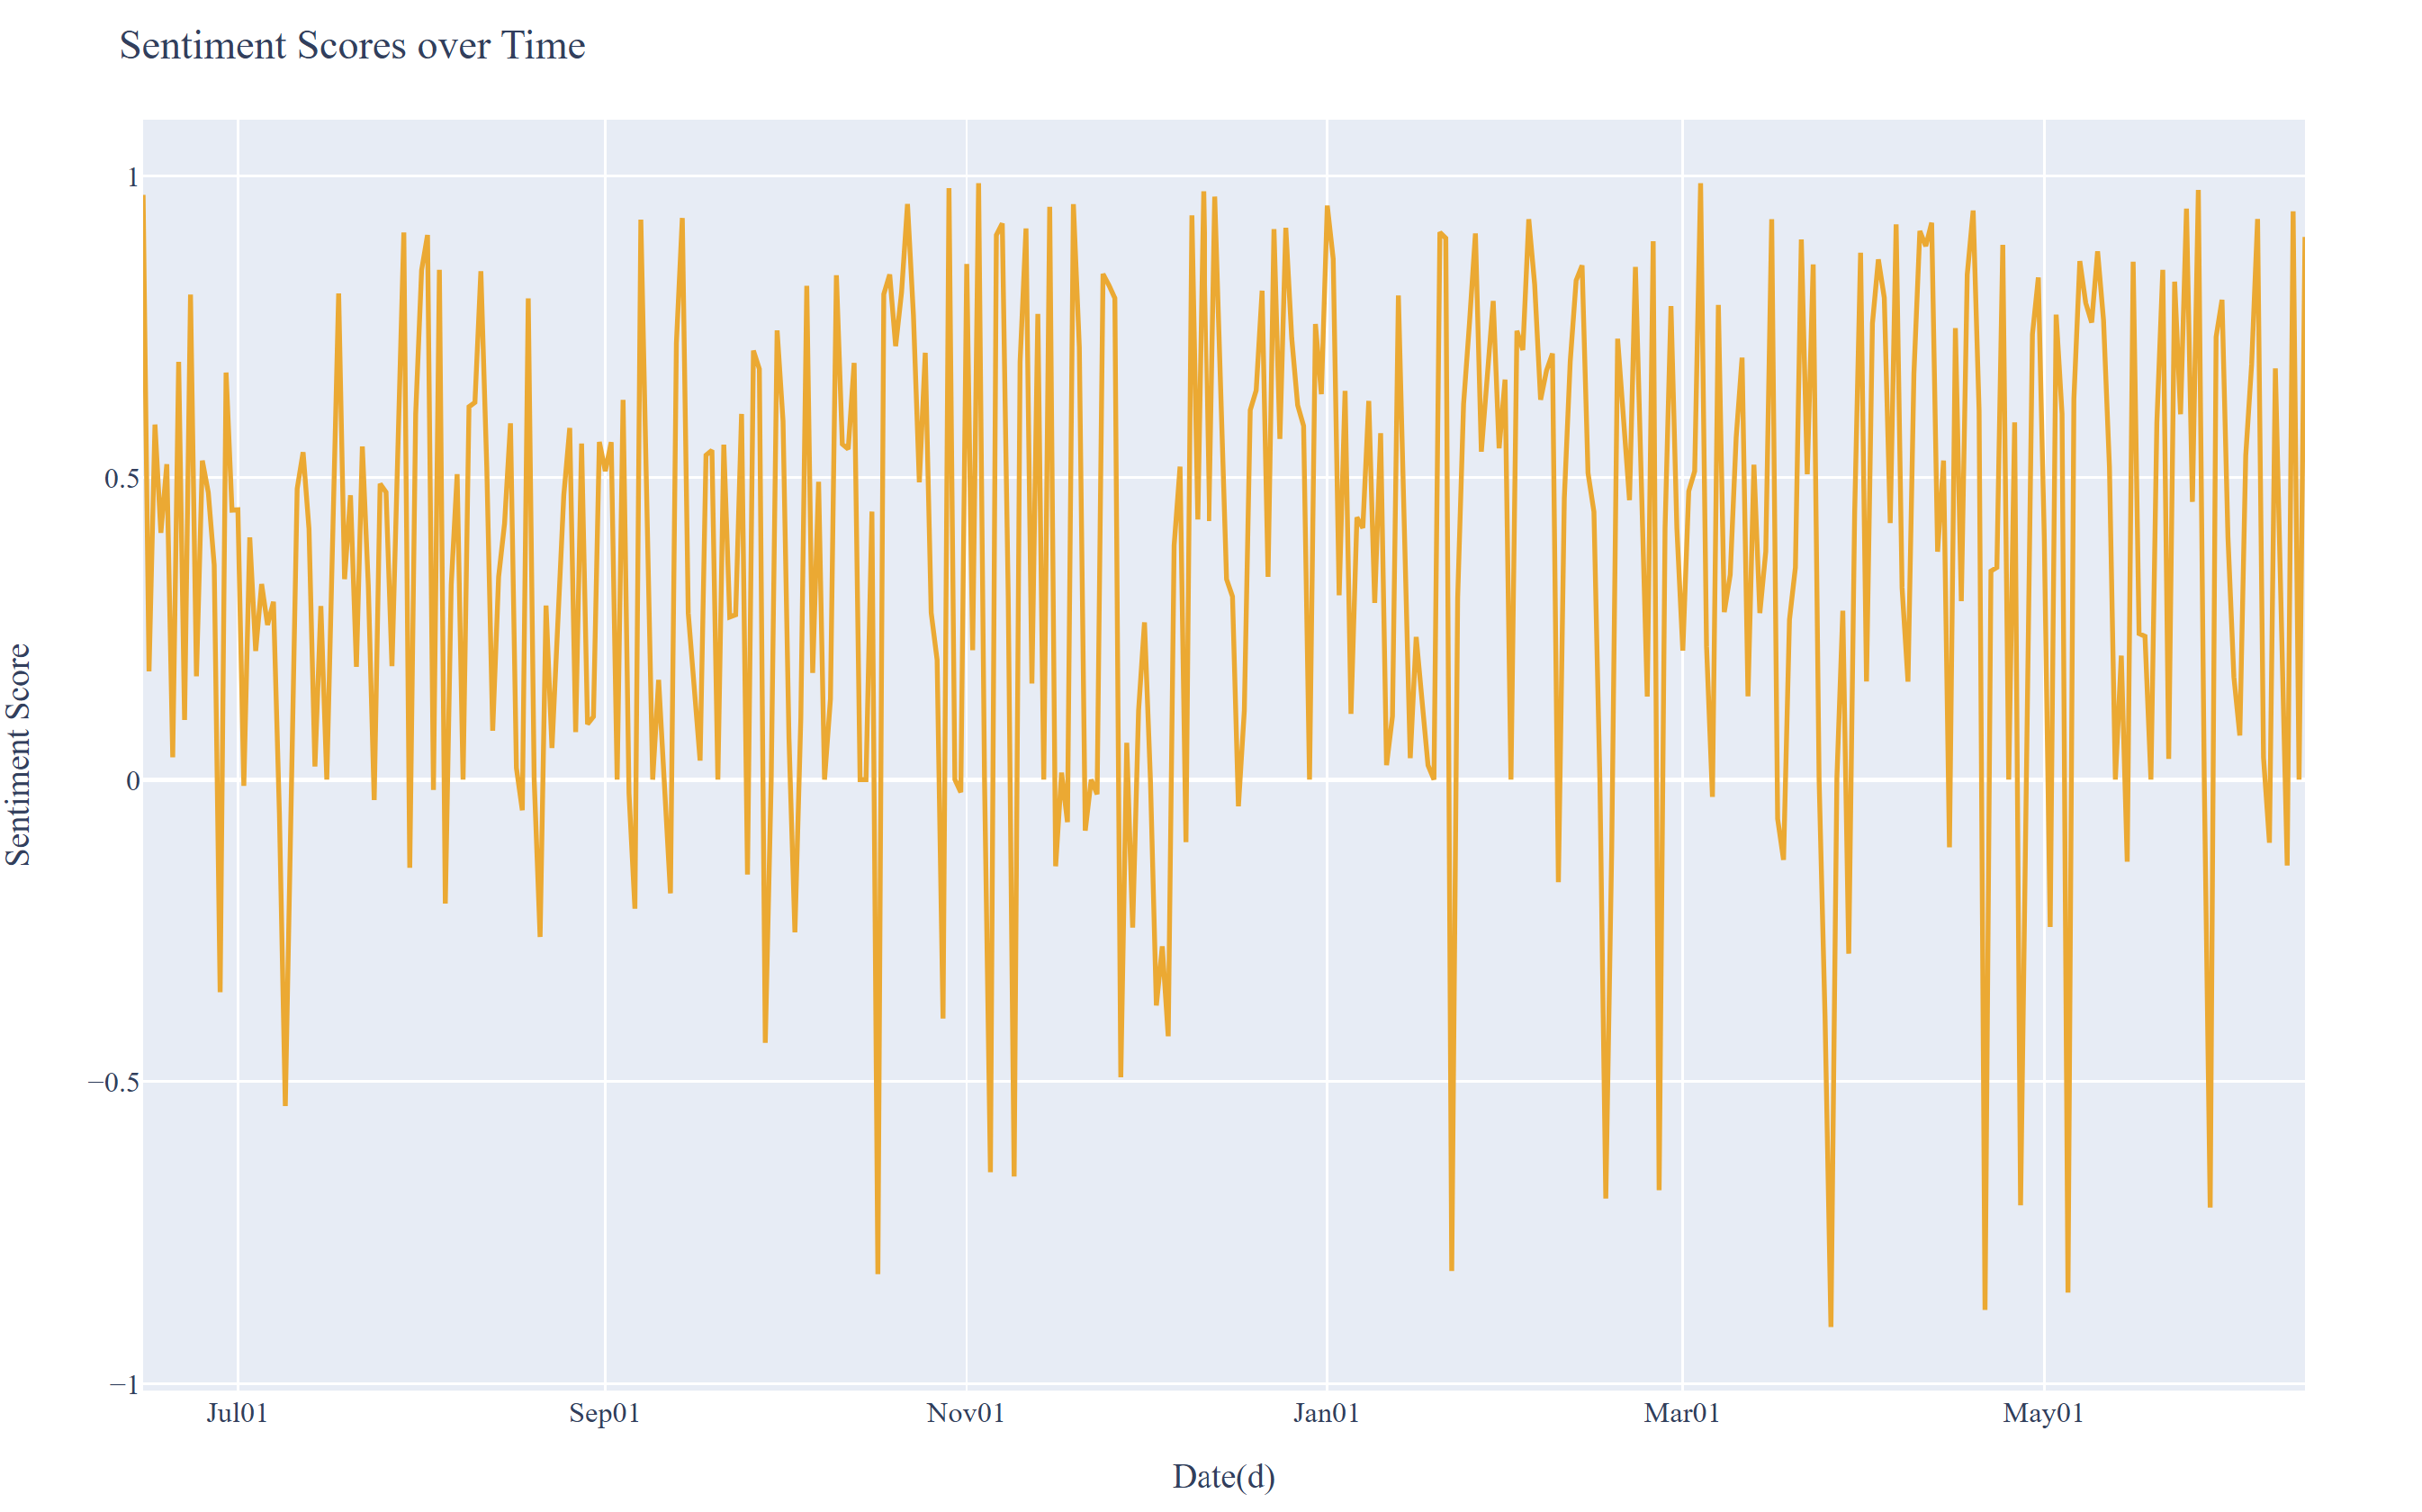 Sentiment Scores over Time
Sentiment Score
1
0.5
0
−0.5
−1
Jul01
Sep01
Nov01
Jan01
Mar01
May01
Date(d)